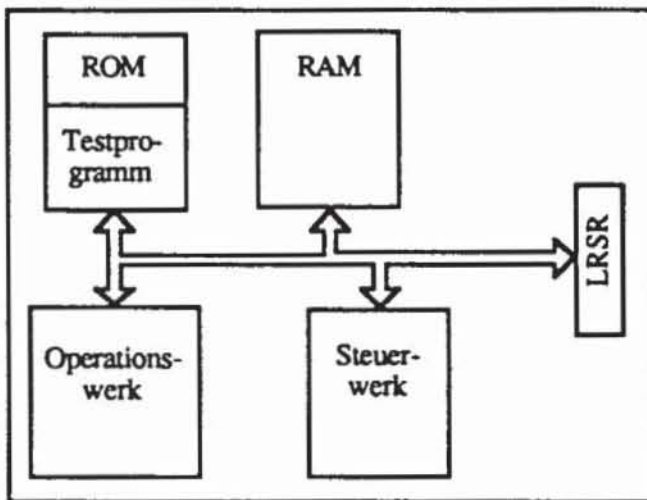 ROM
RAM
Testpro-
gramm
LRSR
Operations-
werk
Steuer-
werk